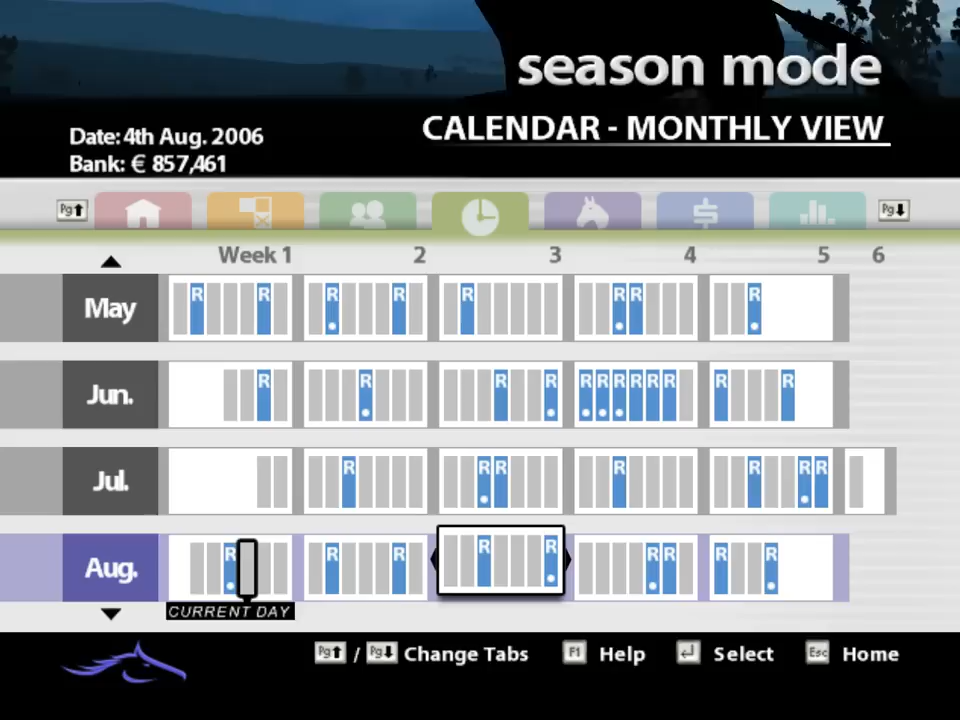 season mode
CALENDAR - MONTHLY VIEW
Date: 4th Aug. 2006
Bank: € 857,461
Pg⬆
Pg⬇
Week 1 2 3 4 5 6
May R R R R R R R R
Jun. R R R R R R R R R R R R
Jul. R R R R R R R
Aug. R R R R R R R R R
CURRENT DAY
Pg⬆ / Pg⬇ Change Tabs F1 Help Select Esc Home